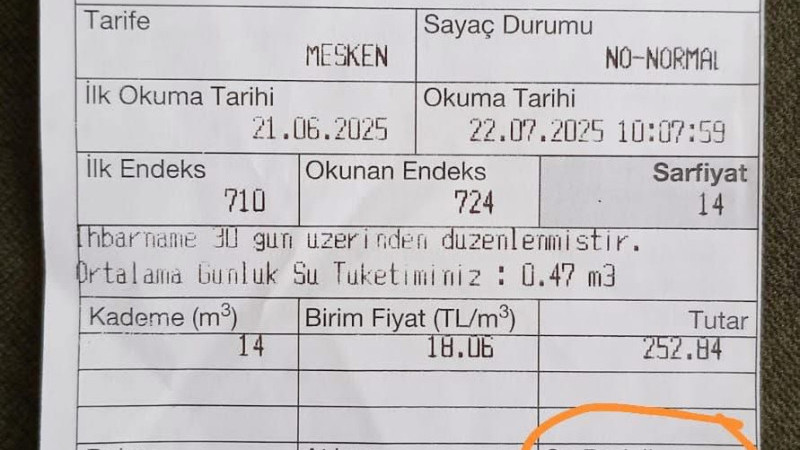 Tarife Sayaç Durumu
MESKEN NO-NORMAL
İlk Okuma Tarihi Okuma Tarihi
21.06.2025 22.07.2025 10:07:59
İlk Endeks Okunan Endeks Sarfiyat
710 724 14
Ihbarname 30 gun uzerinden duzenlenmistir.
Ortalama Gunluk Su Tuketiminiz : 0.47 m3
Kademe (m³) Birim Fiyat (TL/m³) Tutar
14 18.06 252.84